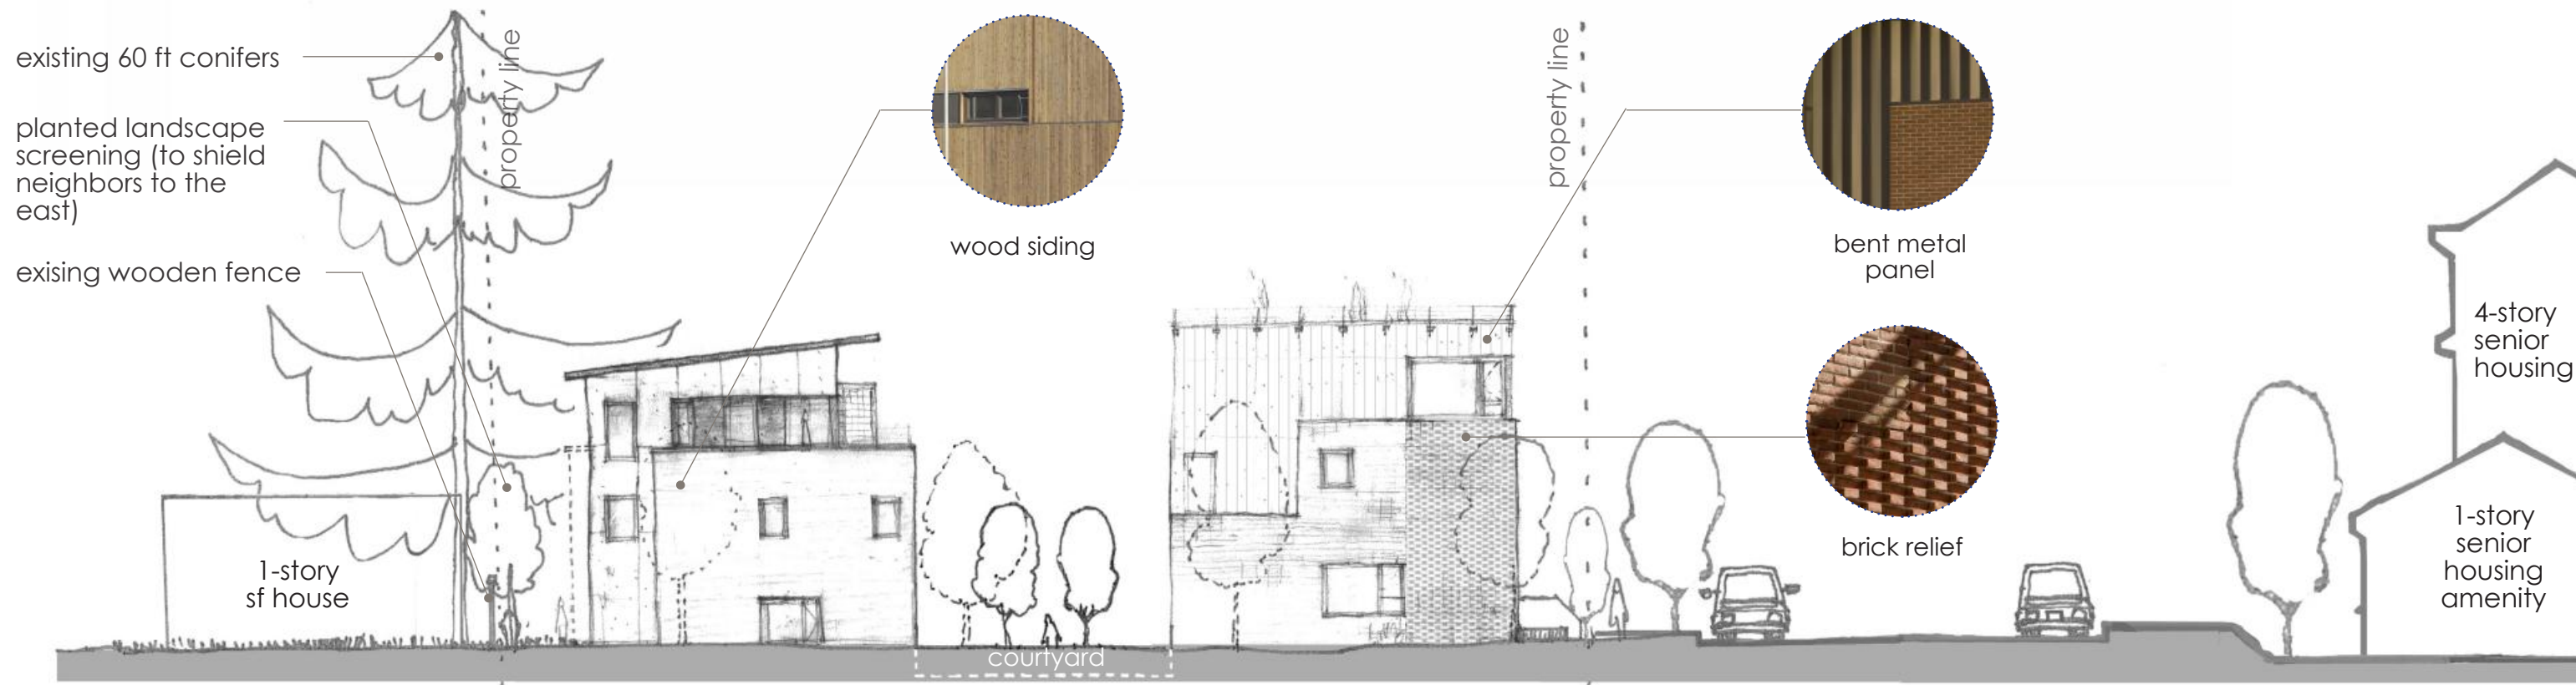 existing 60 ft conifers
planted landscape
screening (to shield
neighbors to the
east)
exising wooden fence
property line
wood siding
property line
bent metal
panel
brick relief
4-story
senior
housing
1-story
senior
housing
amenity
1-story
sf house
courtyard